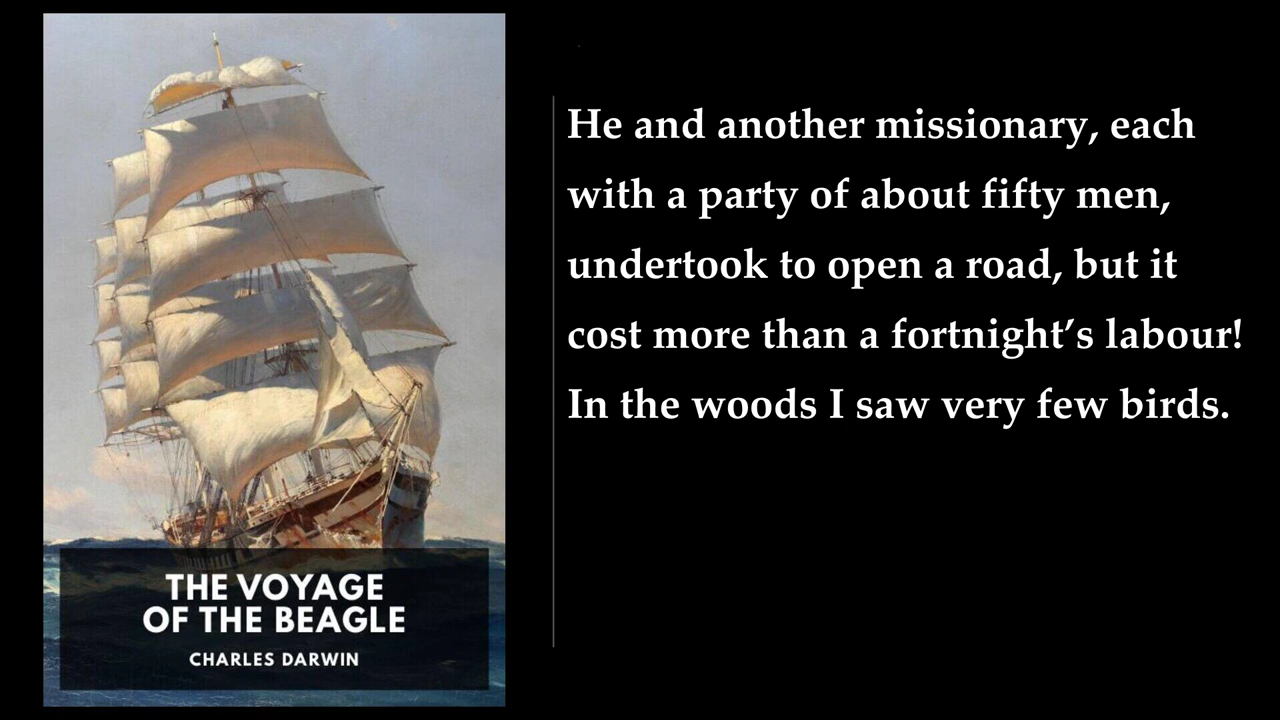 THE VOYAGE
OF THE BEAGLE
CHARLES DARWIN
He and another missionary, each
with a party of about fifty men,
undertook to open a road, but it
cost more than a fortnight’s labour!
In the woods I saw very few birds.